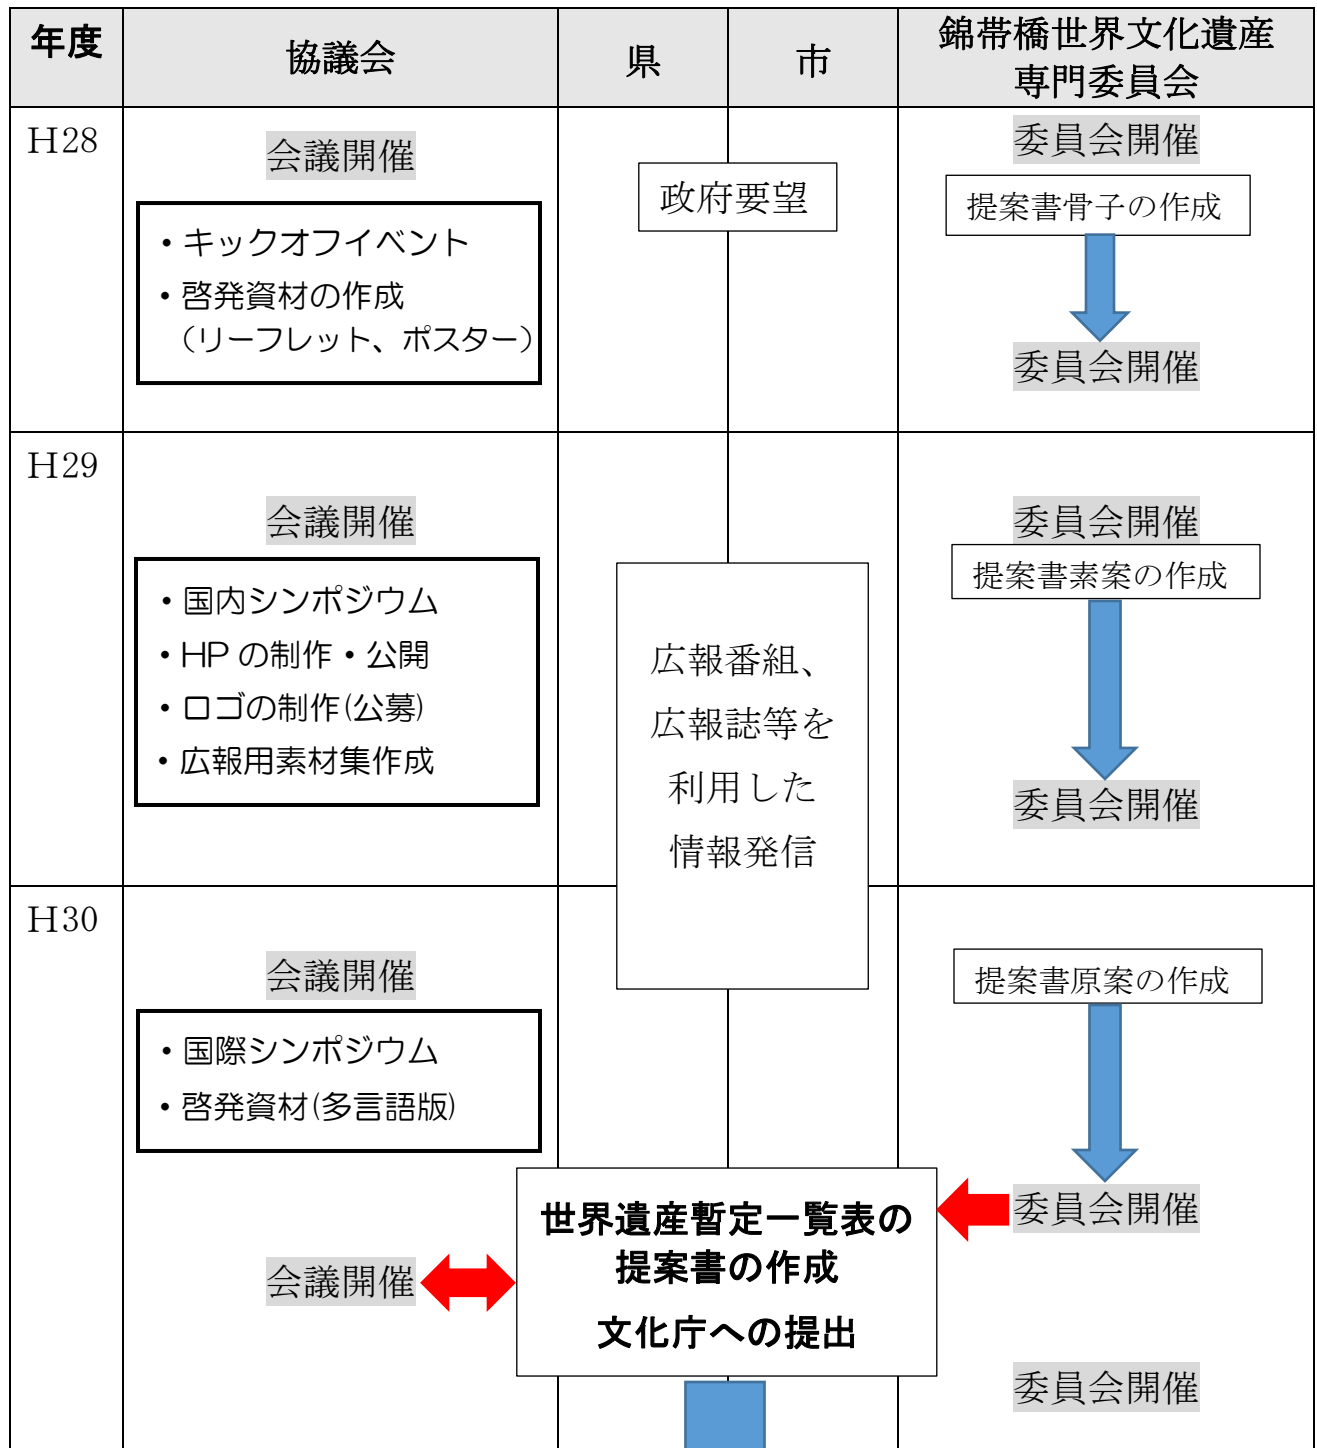 年度
協議会
県
市
錦帯橋世界文化遺産
専門委員会
H28
会議開催
・キックオフイベント
・啓発資材の作成
（リーフレット、ポスター）
政府要望
委員会開催
提案書骨子の作成
委員会開催
H29
会議開催
・国内シンポジウム
・HPの制作・公開
・ロゴの制作(公募)
・広報用素材集作成
広報番組、
広報誌等を
利用した
情報発信
委員会開催
提案書素案の作成
委員会開催
H30
会議開催
・国際シンポジウム
・啓発資材(多言語版)
会議開催
世界遺産暫定一覧表の
提案書の作成
文化庁への提出
提案書原案の作成
委員会開催
委員会開催